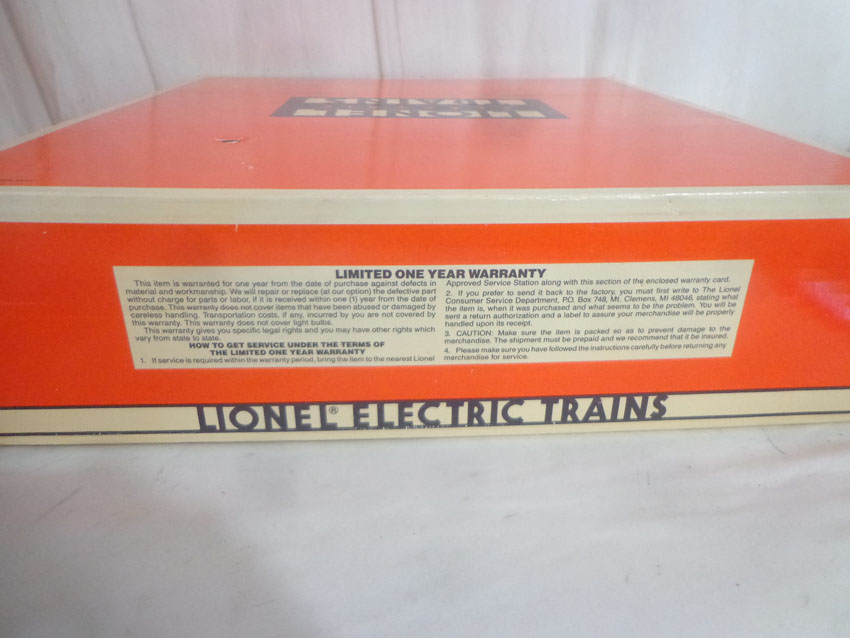 LIONEL
TRAINS
LIMITED ONE YEAR WARRANTY
This item is warranted for one year from the date of purchase against defects in
material and workmanship. We will repair or replace (at our option) the defective part
without charge for parts or labor, if it is received within one (1) year from the date of
purchase. This warranty does not cover items that have been abused or damaged by
careless handling. Transportation costs, if any, incurred by you are not covered by
this warranty. This warranty does not cover light bulbs.
This warranty gives you specific legal rights and you may have other rights which
vary from state to state.
HOW TO GET SERVICE UNDER THE TERMS OF
THE LIMITED ONE YEAR WARRANTY
1. If service is required within the warranty period, bring the item to the nearest Lionel
Approved Service Station along with this section of the enclosed warranty card.
2. If you prefer to send it back to the factory, you must first write to The Lionel
Consumer Service Department, P.O. Box 748, Mt. Clemens, MI 48046, stating what
the item is, when it was purchased and what seems to be the problem. You will be
sent a return authorization and a label to assure your merchandise will be properly
handled upon its receipt.
3. CAUTION: Make sure the item is packed so as to prevent damage to the
merchandise. The shipment must be prepaid and we recommend that it be insured.
4. Please make sure you have followed the instructions carefully before returning any
merchandise for service.
LIONEL® ELECTRIC TRAINS